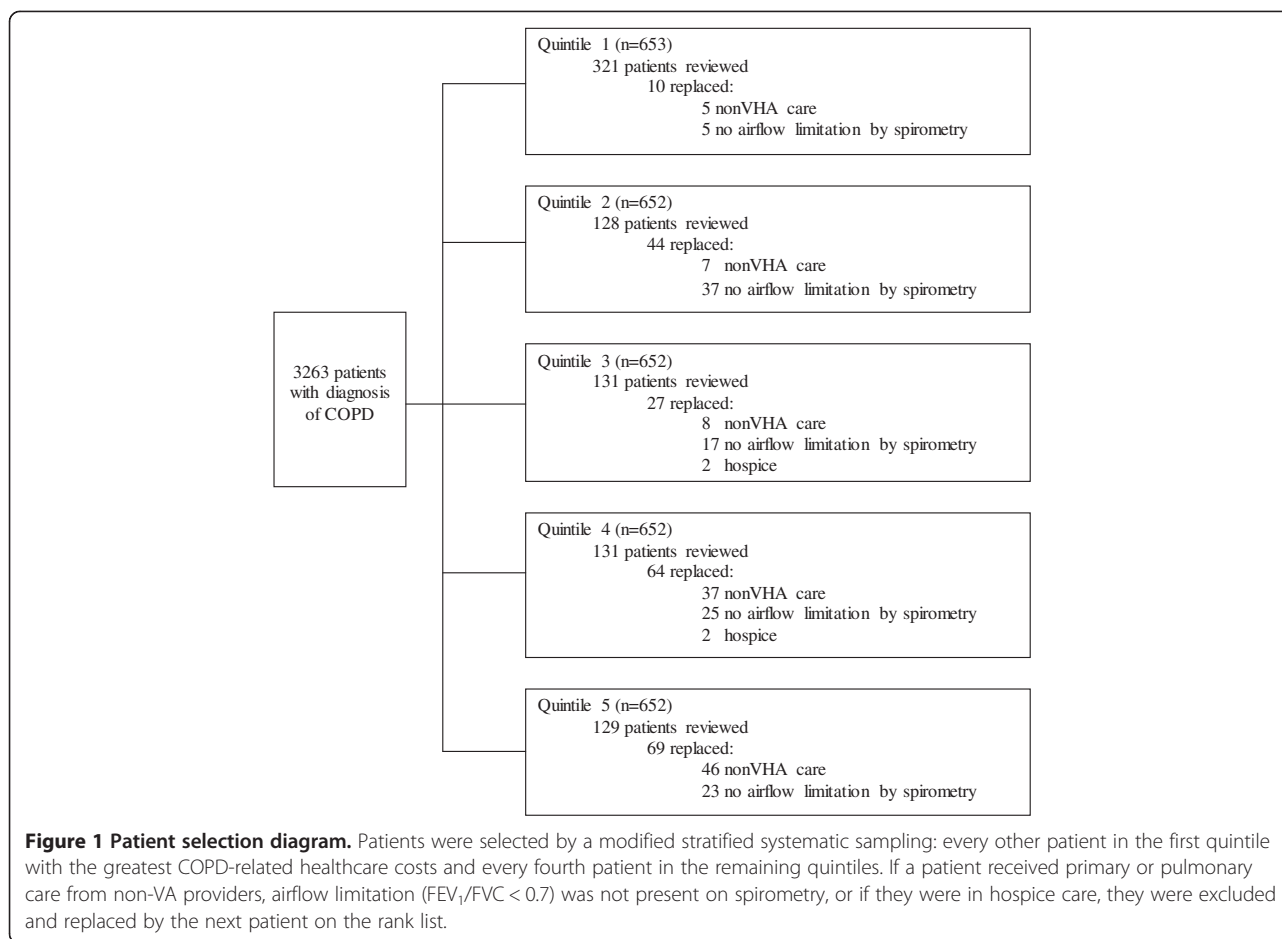 Quintile 1 (n=653)
321 patients reviewed
10 replaced:
5 nonVHA care
5 no airflow limitation by spirometry
Quintile 2 (n=652)
128 patients reviewed
44 replaced:
7 nonVHA care
37 no airflow limitation by spirometry
3263 patients
with diagnosis
of COPD
Quintile 3 (n=652)
131 patients reviewed
27 replaced:
8 nonVHA care
17 no airflow limitation by spirometry
2 hospice
Quintile 4 (n=652)
131 patients reviewed
64 replaced:
37 nonVHA care
25 no airflow limitation by spirometry
2 hospice
Quintile 5 (n=652)
129 patients reviewed
69 replaced:
46 nonVHA care
23 no airflow limitation by spirometry
Figure 1 Patient selection diagram. Patients were selected by a modified stratified systematic sampling: every other patient in the first quintile
with the greatest COPD-related healthcare costs and every fourth patient in the remaining quintiles. If a patient received primary or pulmonary
care from non-VA providers, airflow limitation (FEV₁/FVC < 0.7) was not present on spirometry, or if they were in hospice care, they were excluded
and replaced by the next patient on the rank list.